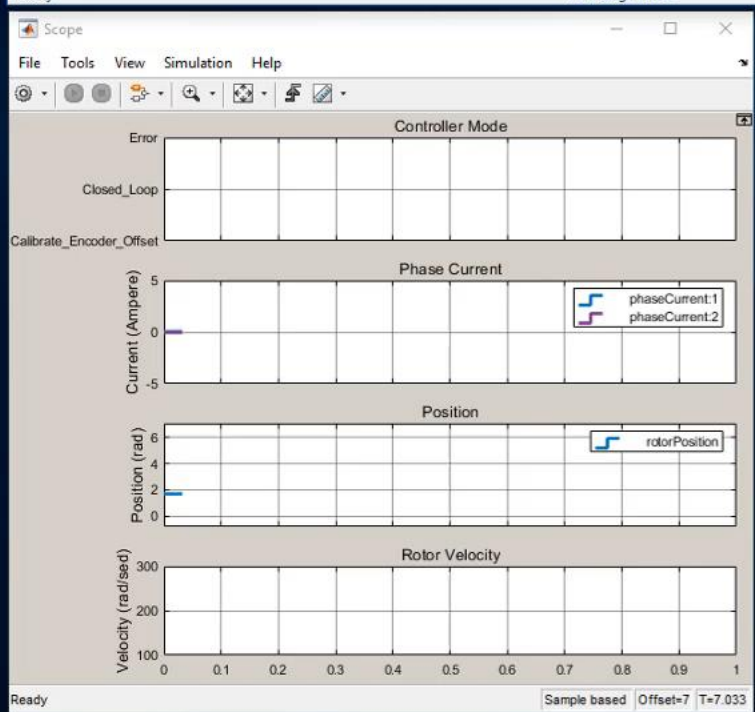 Scope
File Tools View Simulation Help
Controller Mode
Error
Closed_Loop
Calibrate_Encoder_Offset
Phase Current
Current (Ampere)
5
0
-5
phaseCurrent:1
phaseCurrent:2
Position
Position (rad)
6
4
2
0
rotorPosition
Rotor Velocity
Velocity (rad/sed)
300
200
100
0 0.1 0.2 0.3 0.4 0.5 0.6 0.7 0.8 0.9 1
Ready Sample based Offset=7 T=7.033